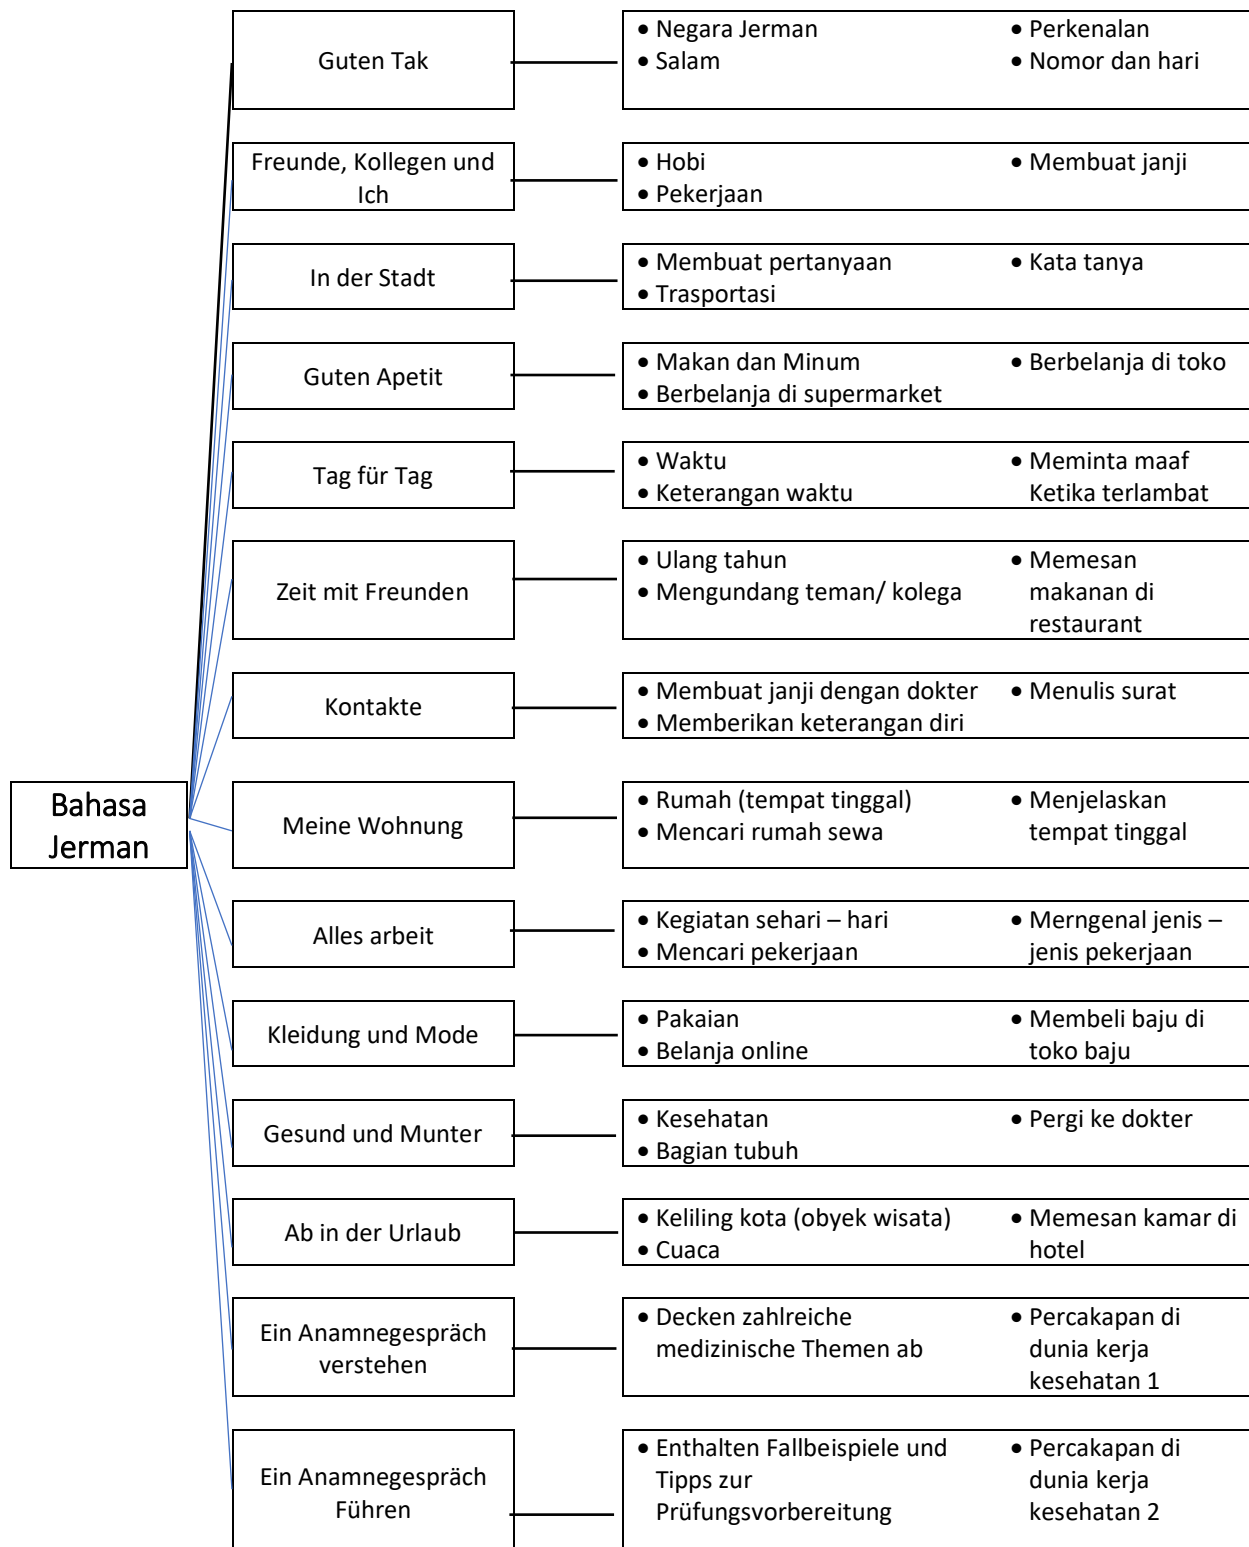 Guten Tak
• Negara Jerman
• Salam
• Perkenalan
• Nomor dan hari
Freunde, Kollegen und
Ich
• Hobi
• Pekerjaan
• Membuat janji
In der Stadt
• Membuat pertanyaan
• Trasportasi
• Kata tanya
Guten Apetit
• Makan dan Minum
• Berbelanja di supermarket
• Berbelanja di toko
Tag für Tag
• Waktu
• Keterangan waktu
• Meminta maaf
Ketika terlambat
Zeit mit Freunden
• Ulang tahun
• Mengundang teman/ kolega
• Memesan
makanan di
restaurant
Kontakte
• Membuat janji dengan dokter
• Memberikan keterangan diri
• Menulis surat
Bahasa
Jerman
Meine Wohnung
• Rumah (tempat tinggal)
• Mencari rumah sewa
• Menjelaskan
tempat tinggal
Alles arbeit
• Kegiatan sehari – hari
• Mencari pekerjaan
• Merngenal jenis –
jenis pekerjaan
Kleidung und Mode
• Pakaian
• Belanja online
• Membeli baju di
toko baju
Gesund und Munter
• Kesehatan
• Bagian tubuh
• Pergi ke dokter
Ab in der Urlaub
• Keliling kota (obyek wisata)
• Cuaca
• Memesan kamar di
hotel
Ein Anamnegespräch
verstehen
• Decken zahlreiche
medizinische Themen ab
• Percakapan di
dunia kerja
kesehatan 1
Ein Anamnegespräch
Führen
• Enthalten Fallbeispiele und
Tipps zur
Prüfungsvorbereitung
• Percakapan di
dunia kerja
kesehatan 2